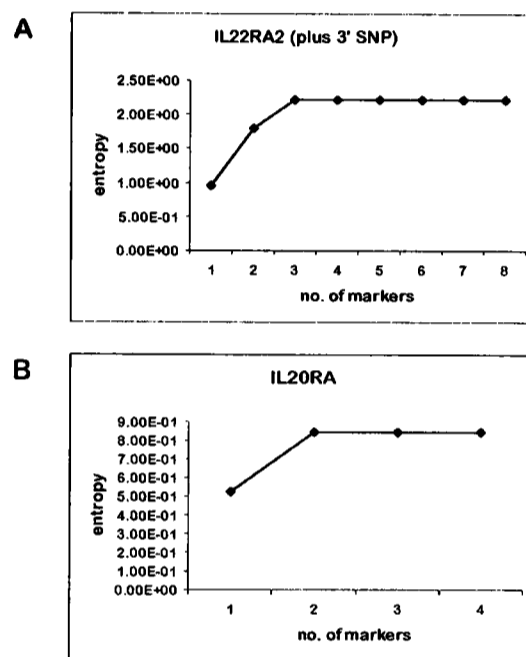 A
IL22RA2 (plus 3' SNP)
entropy
2.50E+00
2.00E+00
1.50E+00
1.00E+00
5.00E-01
0.00E+00
1 2 3 4 5 6 7 8
no. of markers
B
IL20RA
entropy
9.00E-01
8.00E-01
7.00E-01
6.00E-01
5.00E-01
4.00E-01
3.00E-01
2.00E-01
1.00E-01
0.00E+00
1 2 3 4
no. of markers